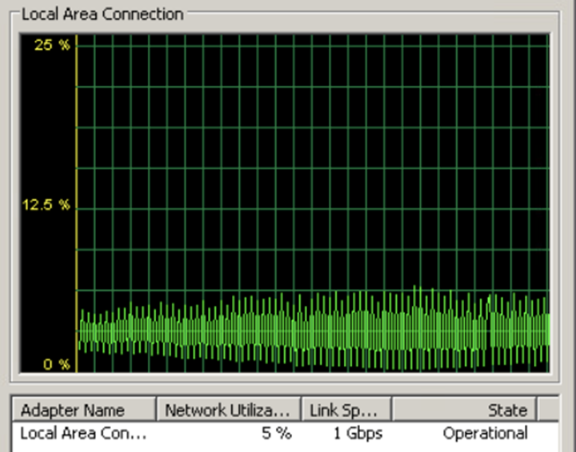 Local Area Connection
25 %
12.5 %
0 %
Adapter Name Network Utiliza... Link Sp... State
Local Area Con... 5 % 1 Gbps Operational